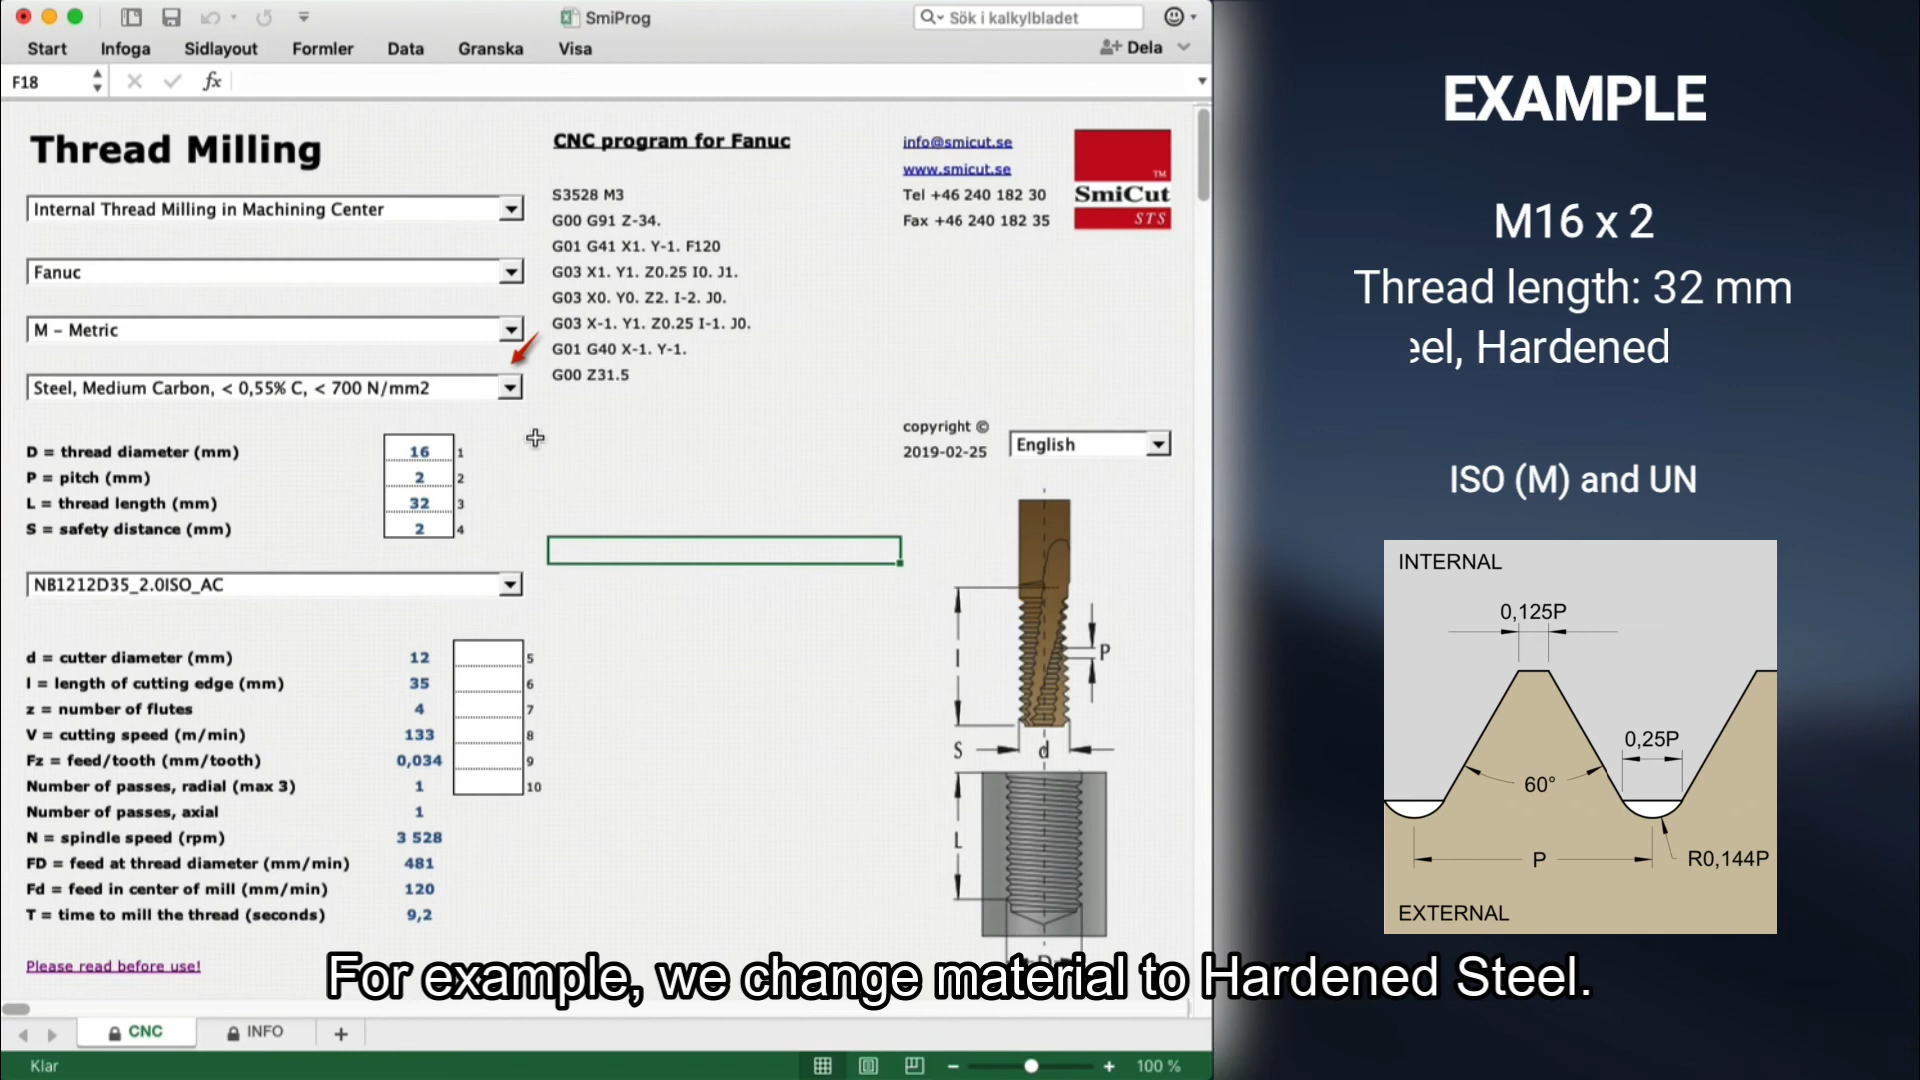 SmiProg
Sök i kalkylbladet
Start
Infoga
Sidlayout
Formler
Data
Granska
Visa
Dela
F18
fx
Thread Milling
Internal Thread Milling in Machining Center
Fanuc
M – Metric
Steel, Medium Carbon, < 0,55% C, < 700 N/mm2
D = thread diameter (mm) 16 1
P = pitch (mm) 2 2
L = thread length (mm) 32 3
S = safety distance (mm) 2 4
NB1212D35_2.0ISO_AC
d = cutter diameter (mm) 12 5
l = length of cutting edge (mm) 35 6
z = number of flutes 4 7
V = cutting speed (m/min) 133 8
Fz = feed/tooth (mm/tooth) 0,034 9
Number of passes, radial (max 3) 1 10
Number of passes, axial 1
N = spindle speed (rpm) 3 528
FD = feed at thread diameter (mm/min) 481
Fd = feed in center of mill (mm/min) 120
T = time to mill the thread (seconds) 9,2
Please read before use!
CNC program for Fanuc
S3528 M3
G00 G91 Z-34.
G01 G41 X1. Y-1. F120
G03 X1. Y1. Z0.25 I0. J1.
G03 X0. Y0. Z2. I-2. J0.
G03 X-1. Y1. Z0.25 I-1. J0.
G01 G40 X-1. Y-1.
G00 Z31.5
info@smicut.se
www.smicut.se
Tel +46 240 182 30
Fax +46 240 182 35
TM
SmiCut
STS
copyright ©
2019-02-25
English
l
P
S
d
L
D
EXAMPLE
M16 x 2
Thread length: 32 mm
eel, Hardened
ISO (M) and UN
INTERNAL
0,125P
0,25P
60°
P
R0,144P
EXTERNAL
For example, we change material to Hardened Steel.
CNC
INFO
Klar
100 %